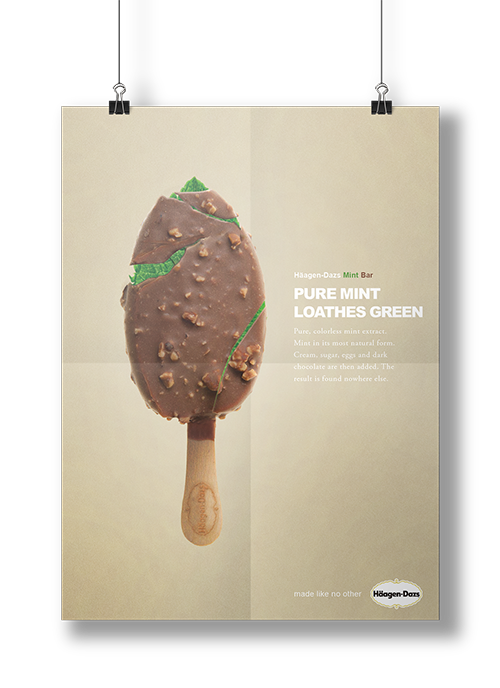 Häagen-Dazs Mint Bar
PURE MINT
LOATHES GREEN
Pure, colorless mint extract.
Mint in its most natural form.
Cream, sugar, eggs and dark
chocolate are then added. The
result is found nowhere else.
Häagen-Dazs
made like no other
Häagen-Dazs